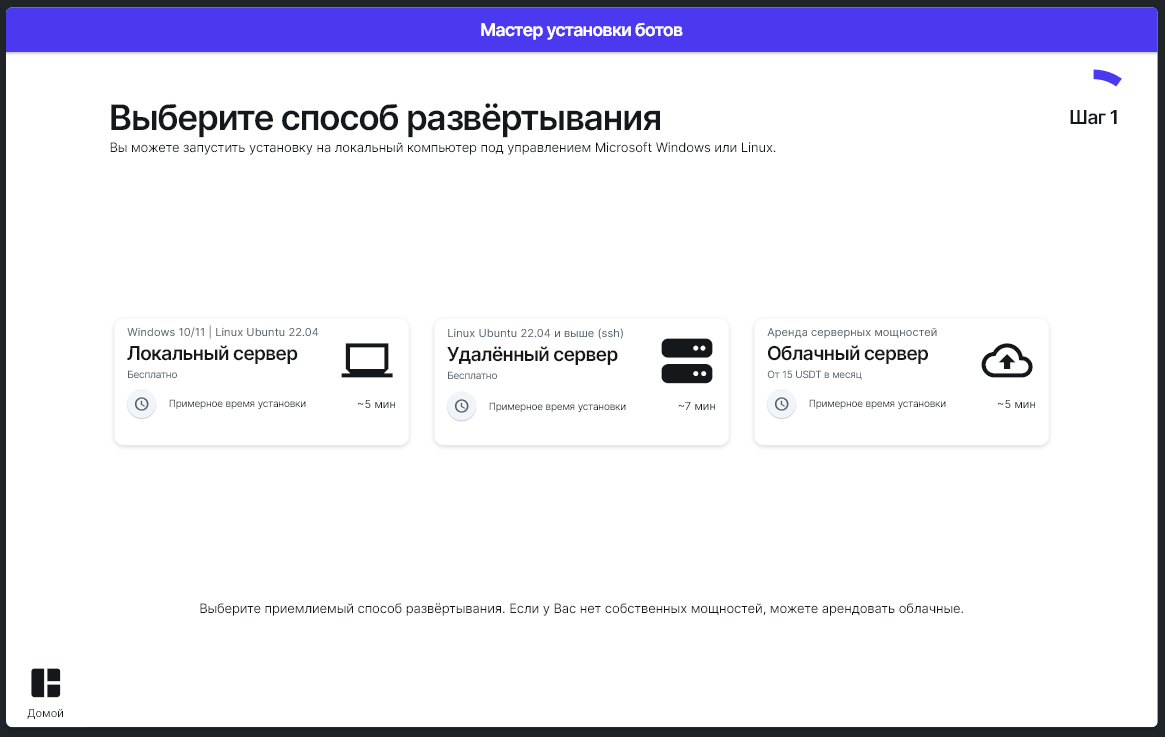 Мастер установки ботов
Выберите способ развёртывания
Шаг 1
Вы можете запустить установку на локальный компьютер под управлением Microsoft Windows или Linux.
Windows 10/11 | Linux Ubuntu 22.04
Локальный сервер
Бесплатно
Примерное время установки ~5 мин
Linux Ubuntu 22.04 и выше (ssh)
Удалённый сервер
Бесплатно
Примерное время установки ~7 мин
Аренда серверных мощностей
Облачный сервер
От 15 USDT в месяц
Примерное время установки ~5 мин
Выберите приемлиемый способ развёртывания. Если у Вас нет собственных мощностей, можете арендовать облачные.
Домой